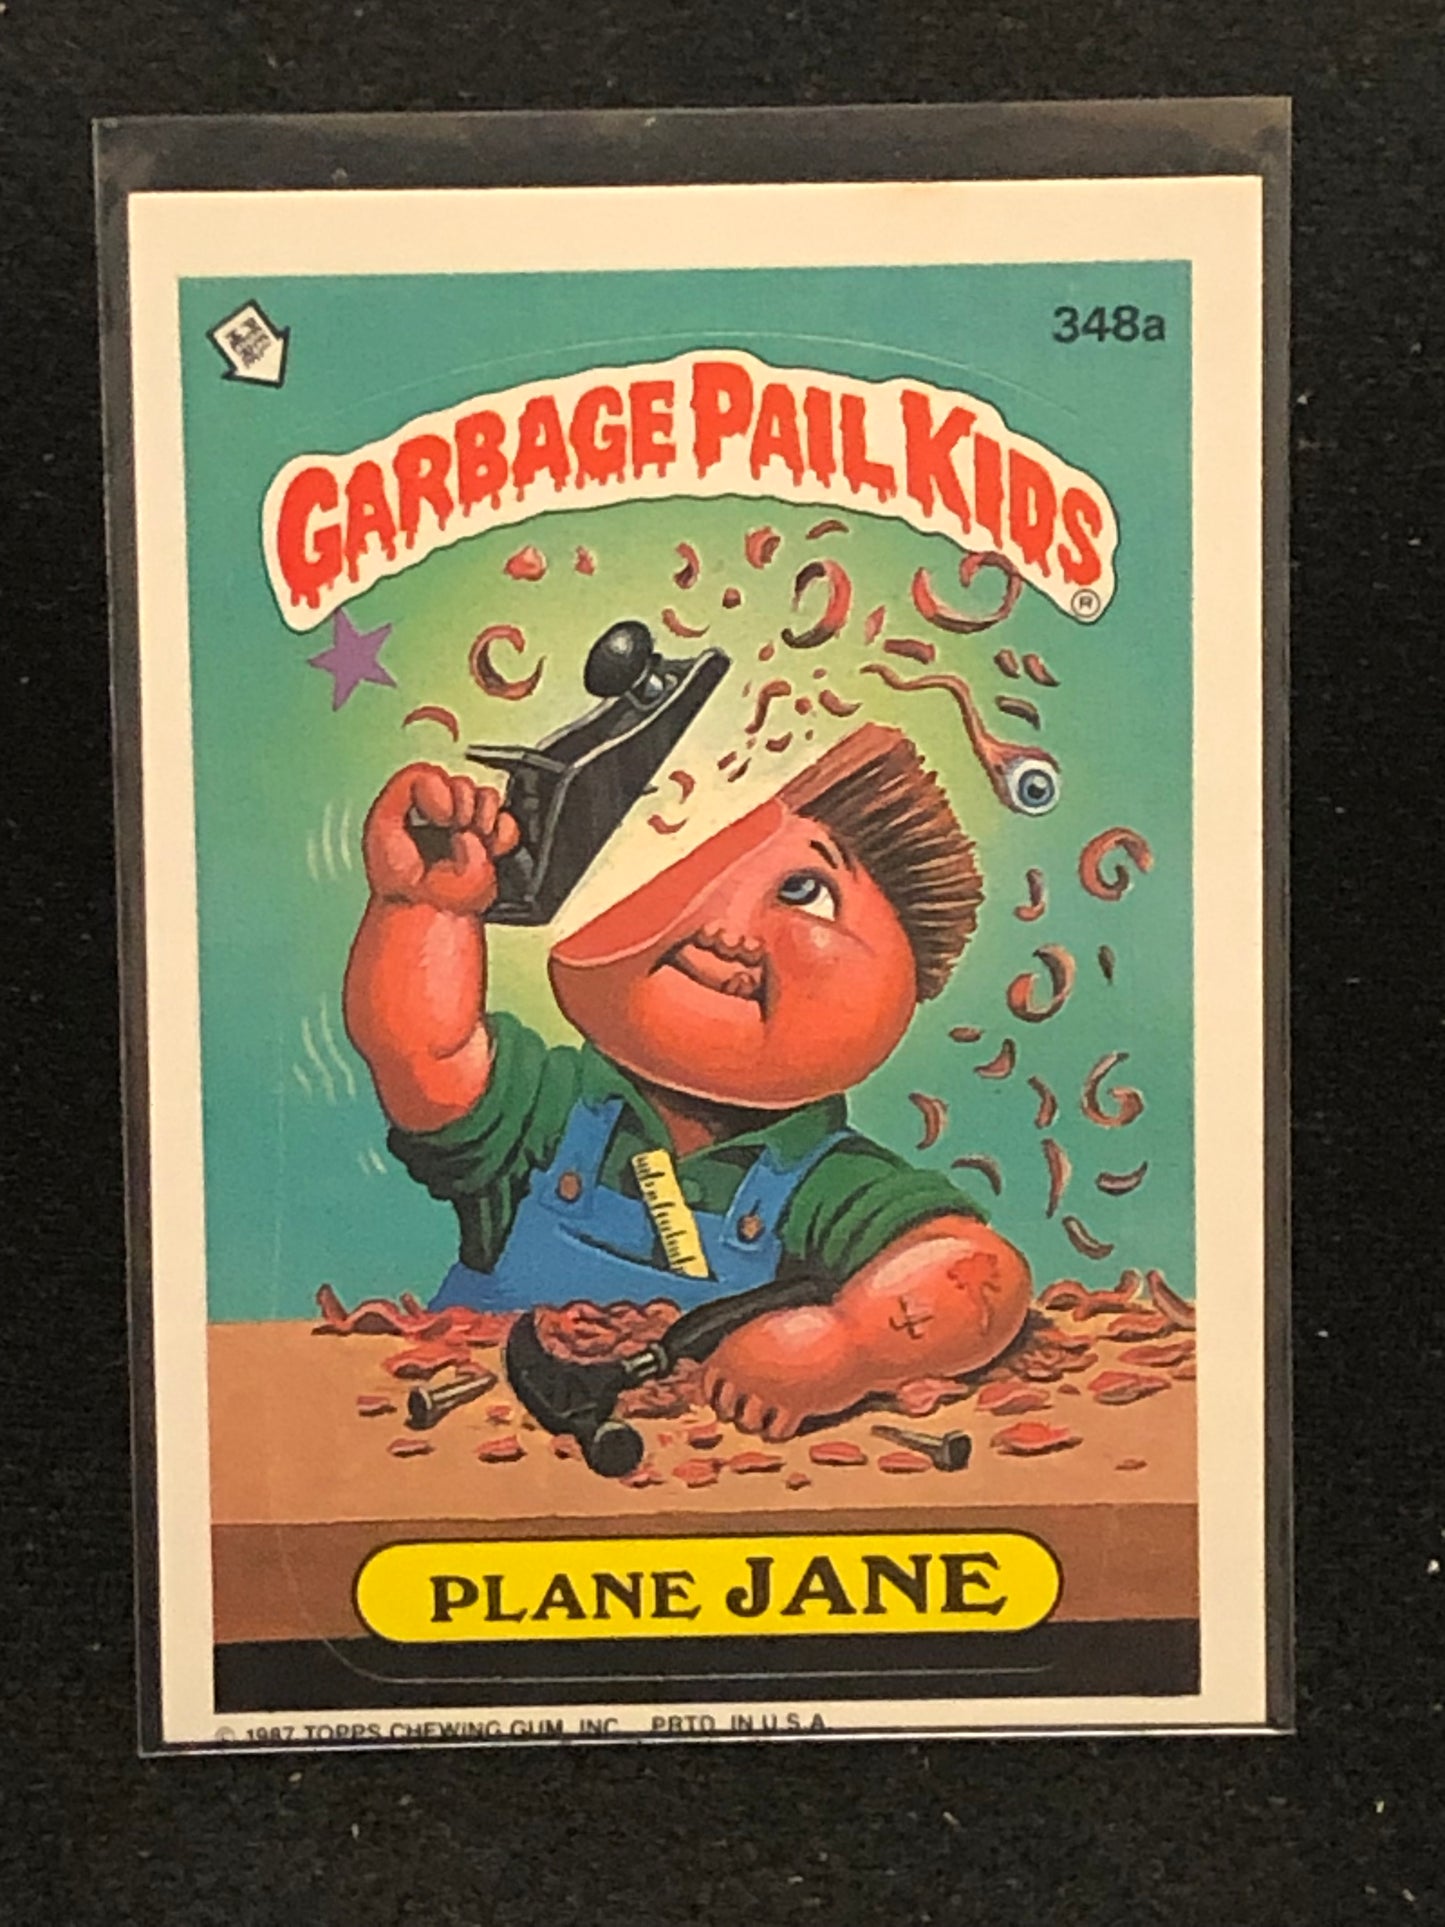 348a
GARBAGE PAIL KIDS
®
PLANE JANE
© 1987 TOPPS CHEWING GUM, INC. PRTD. IN U.S.A.